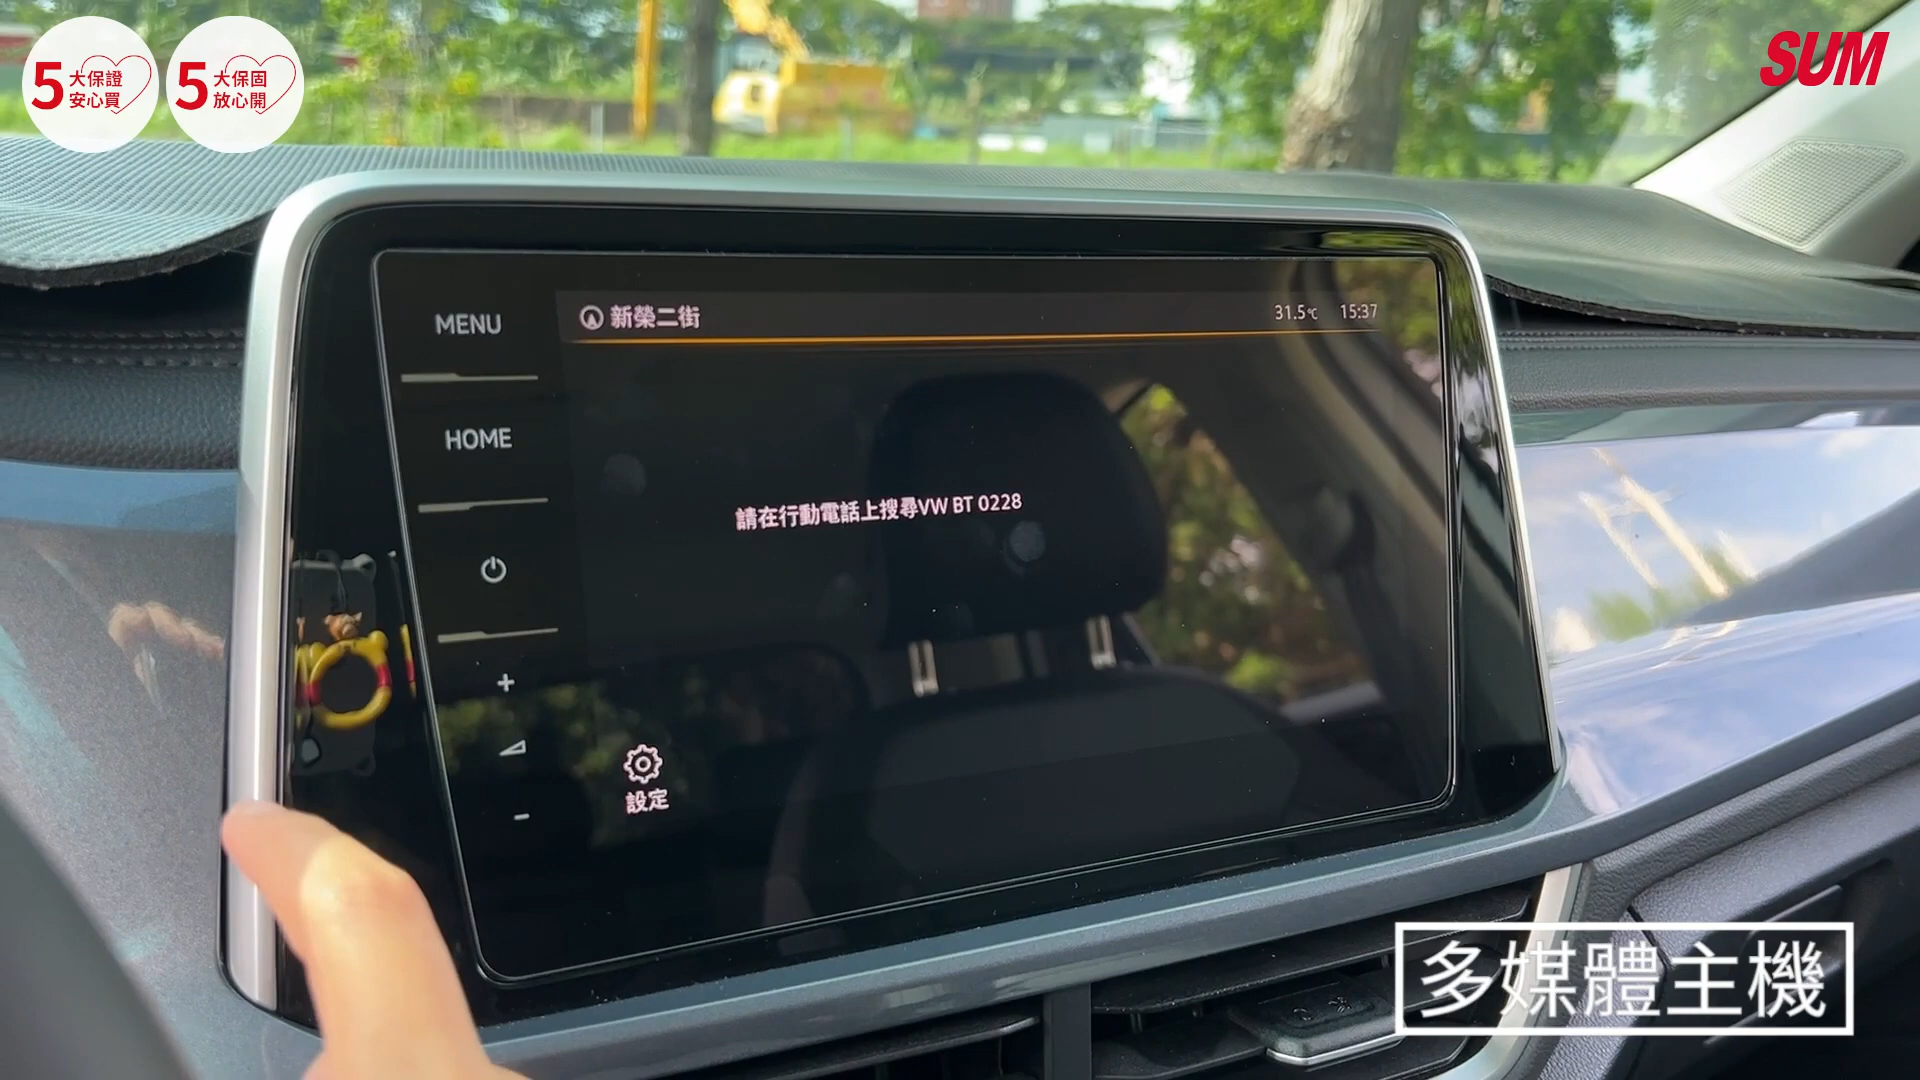 5大保證
安心買
5大保固
放心開
SUM
MENU
新榮二街
31.5℃
15:37
HOME
請在行動電話上搜尋VW BT 0228
+
-
設定
多媒體主機